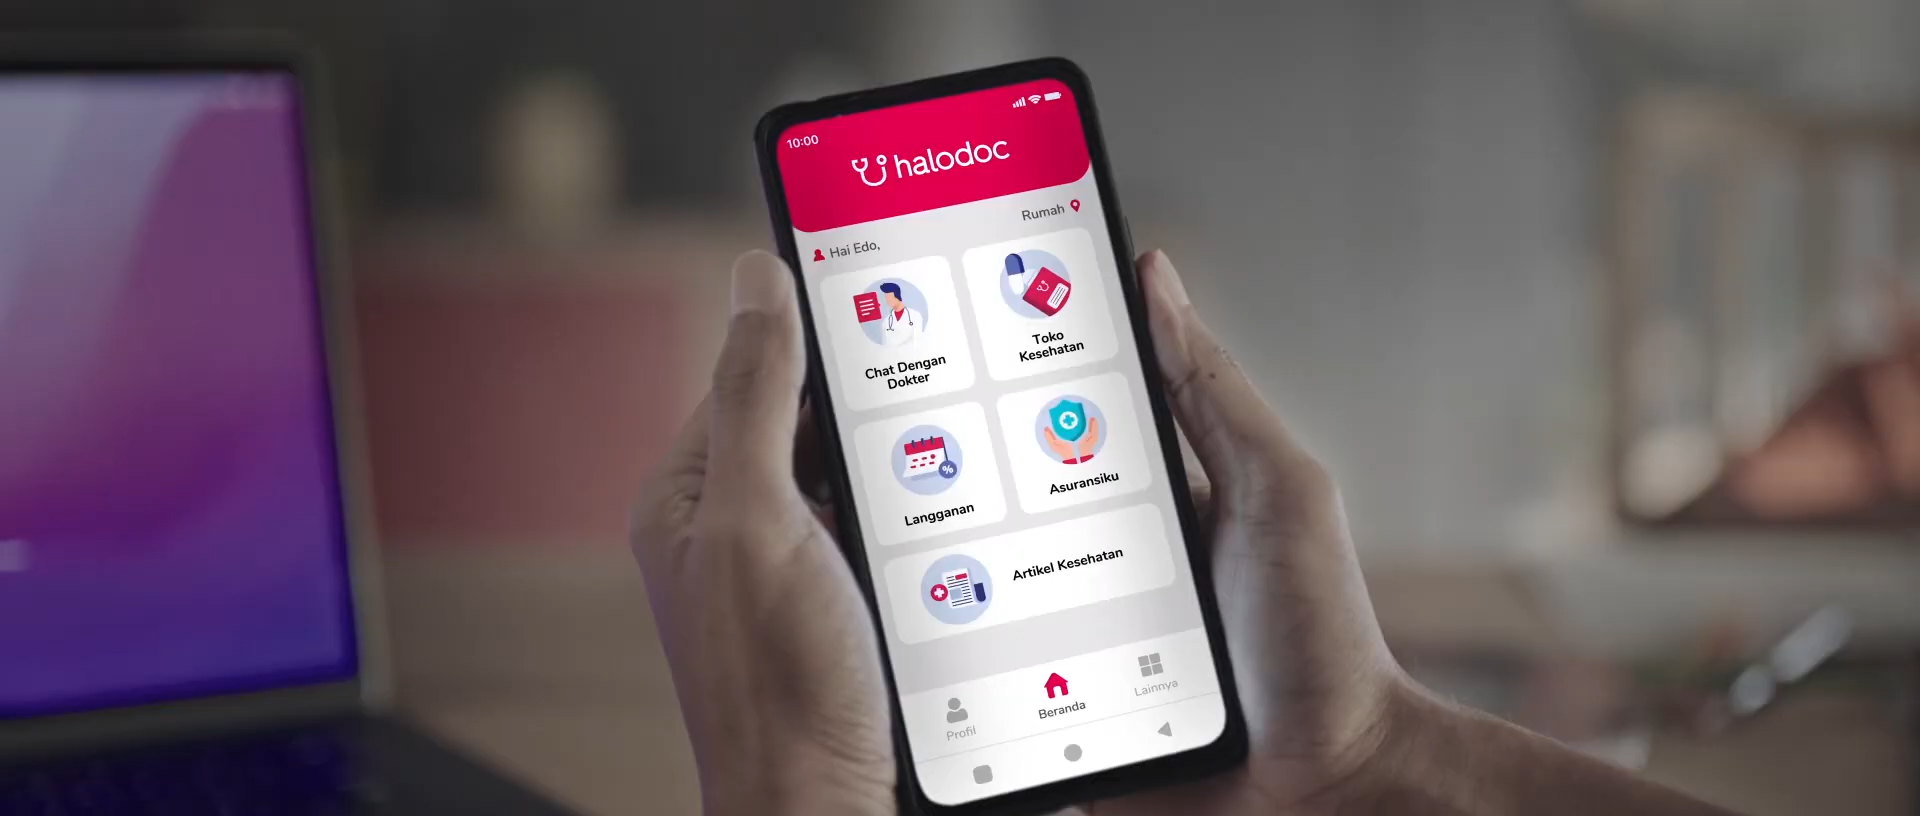 10:00
halodoc
Rumah
Hai Edo,
Chat Dengan
Dokter
Toko
Kesehatan
Langganan
Asuransiku
Artikel Kesehatan
Profil
Beranda
Lainnya
%